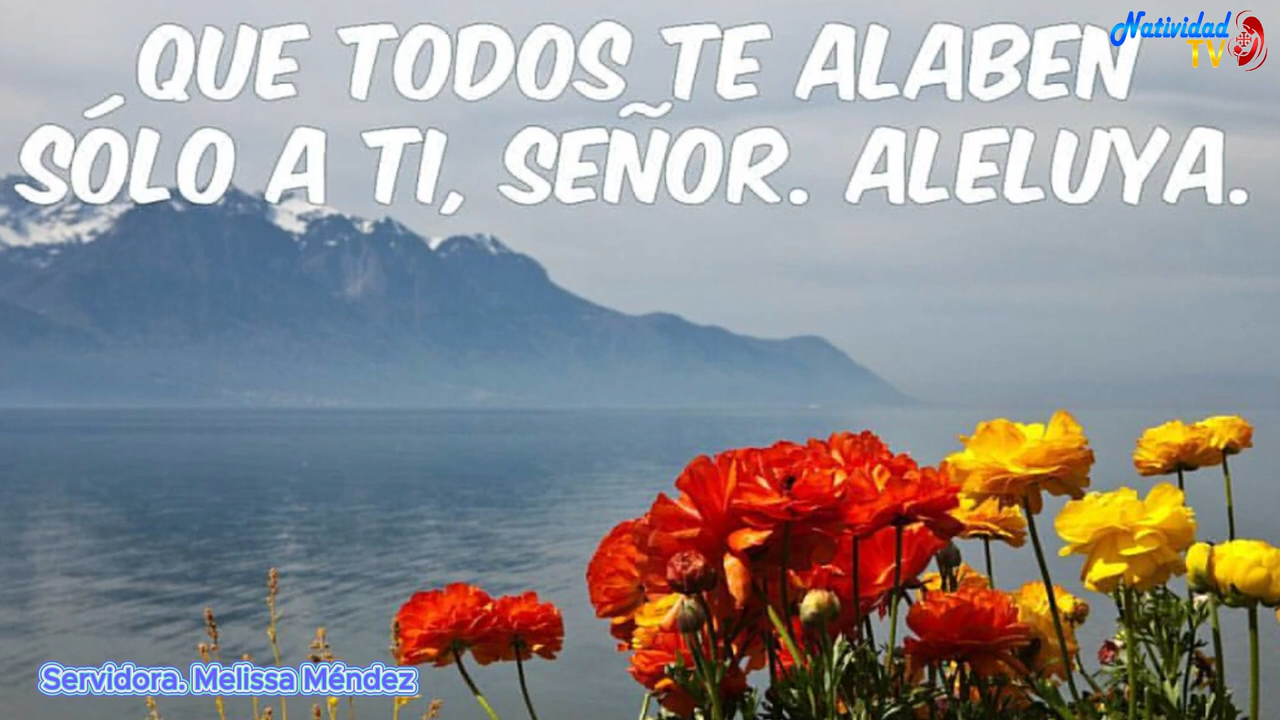 QUE TODOS TE ALABEN
SÓLO A TI, SEÑOR. ALELUYA.
Natividad
TV
Servidora. Melissa Méndez